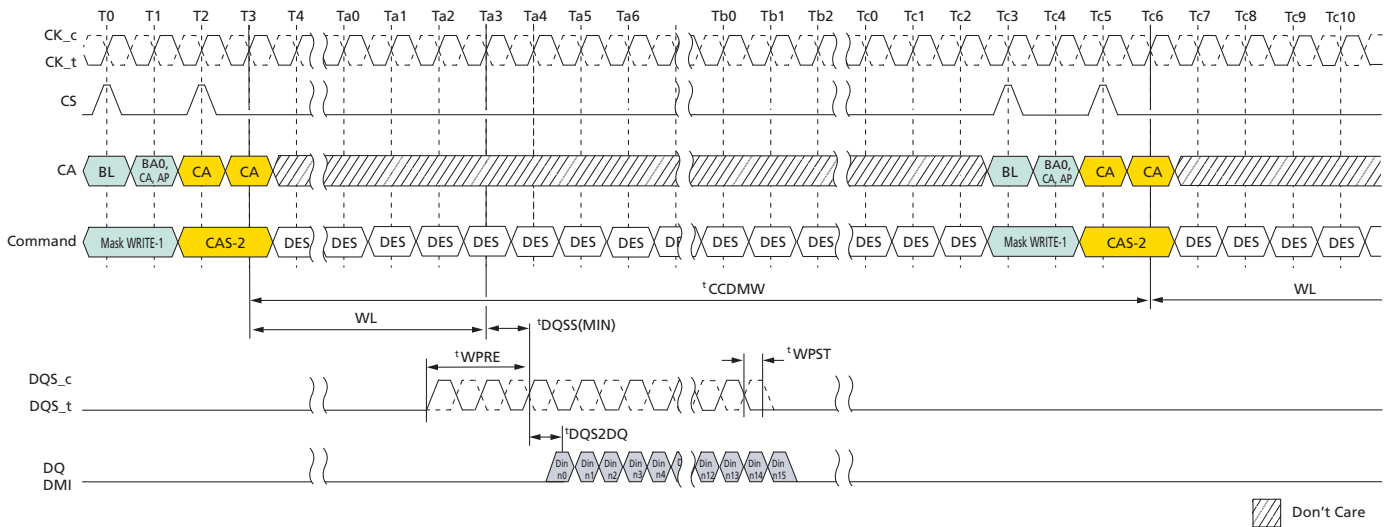 T0 T1 T2 T3 T4 Ta0 Ta1 Ta2 Ta3 Ta4 Ta5 Ta6 Tb0 Tb1 Tb2 Tc0 Tc1 Tc2 Tc3 Tc4 Tc5 Tc6 Tc7 Tc8 Tc9 Tc10
CK_c
CK_t
CS
CA BL BA0, CA, AP CA CA BL BA0, CA, AP CA CA
Command Mask WRITE-1 CAS-2 DES DES DES DES DES DES DES DES DES DES DES DES DES DES Mask WRITE-1 CAS-2 DES DES DES DES
tCCDMW
WL WL
tDQSS(MIN)
tWPRE tWPST
DQS_c
DQS_t
tDQS2DQ
DQ
DMI
Din n0 Din n1 Din n2 Din n3 Din n4 Din n12 Din n13 Din n14 Din n15
Don't Care